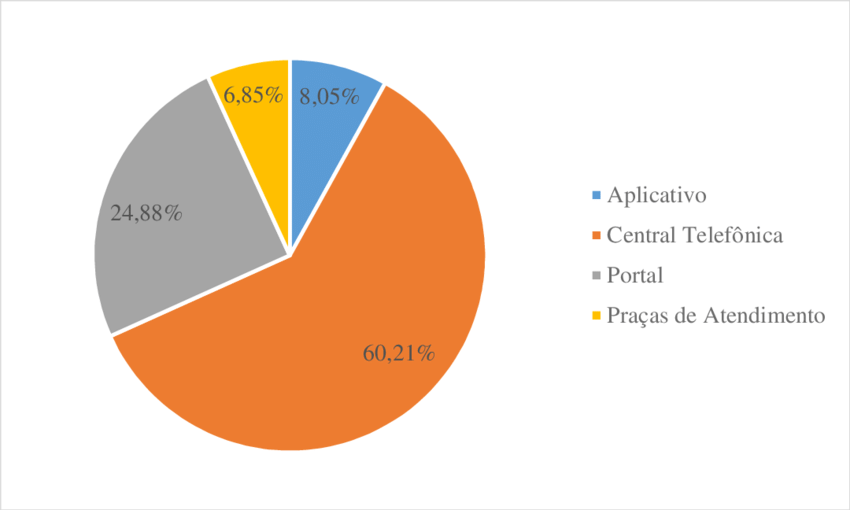 6,85%
8,05%
24,88%
60,21%
Aplicativo
Central Telefônica
Portal
Praças de Atendimento